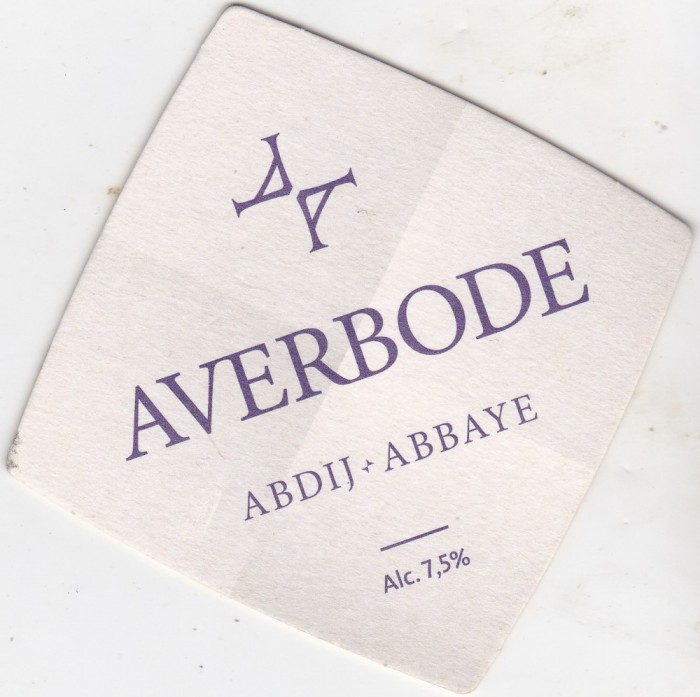 AVERBODE
ABDIJ + ABBAYE
Alc. 7,5%